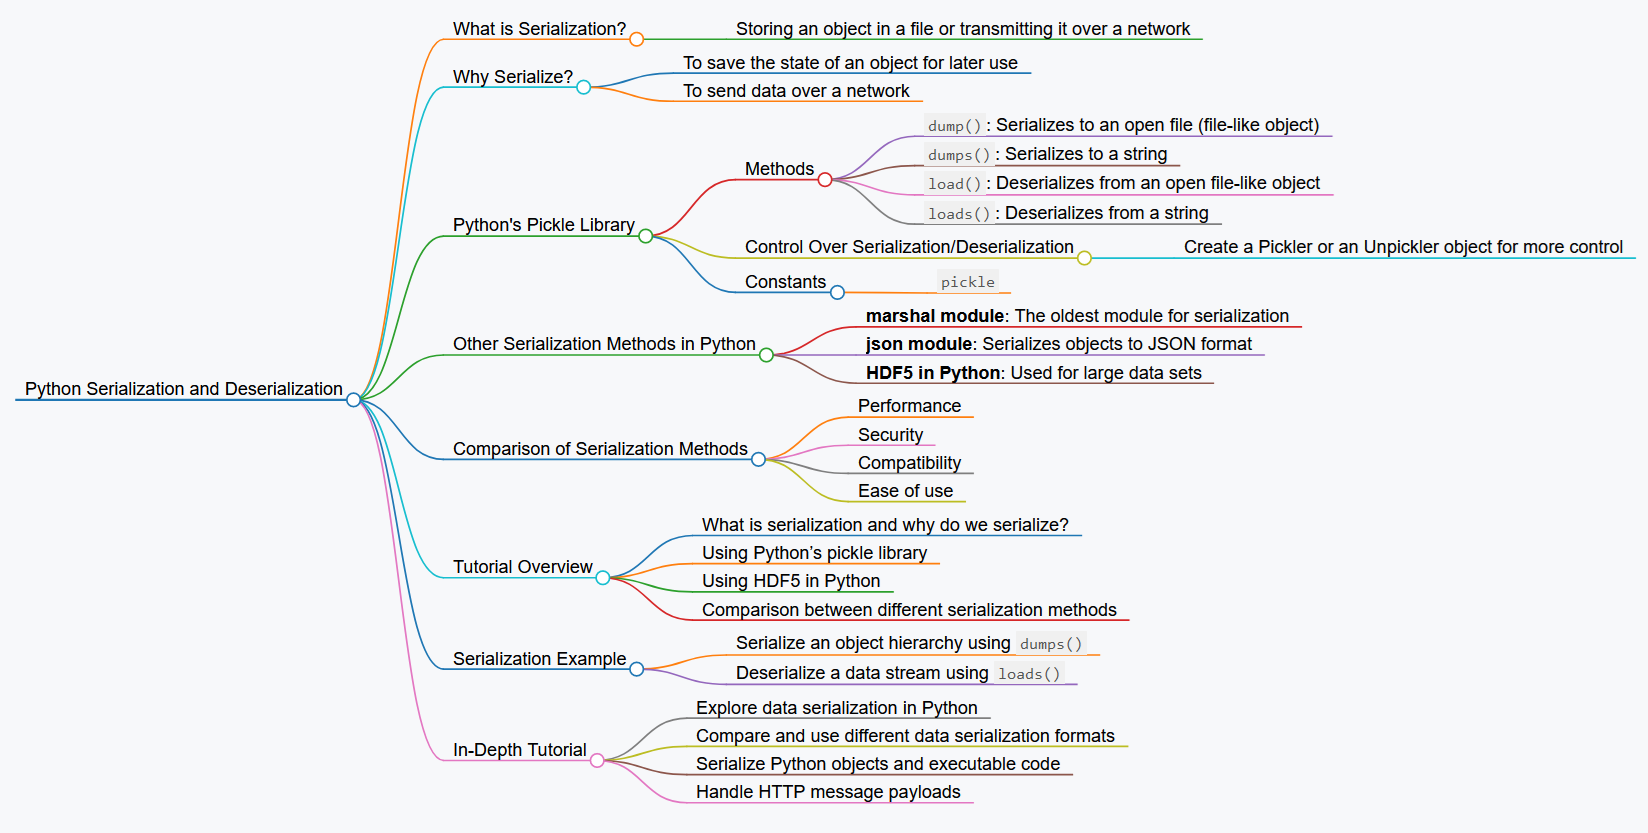 Python Serialization and Deserialization
What is Serialization?
Storing an object in a file or transmitting it over a network
Why Serialize?
To save the state of an object for later use
To send data over a network
Python's Pickle Library
Methods
dump(): Serializes to an open file (file-like object)
dumps(): Serializes to a string
load(): Deserializes from an open file-like object
loads(): Deserializes from a string
Control Over Serialization/Deserialization
Create a Pickler or an Unpickler object for more control
Constants
pickle
Other Serialization Methods in Python
marshal module: The oldest module for serialization
json module: Serializes objects to JSON format
HDF5 in Python: Used for large data sets
Comparison of Serialization Methods
Performance
Security
Compatibility
Ease of use
Tutorial Overview
What is serialization and why do we serialize?
Using Python’s pickle library
Using HDF5 in Python
Comparison between different serialization methods
Serialization Example
Serialize an object hierarchy using dumps()
Deserialize a data stream using loads()
In-Depth Tutorial
Explore data serialization in Python
Compare and use different data serialization formats
Serialize Python objects and executable code
Handle HTTP message payloads